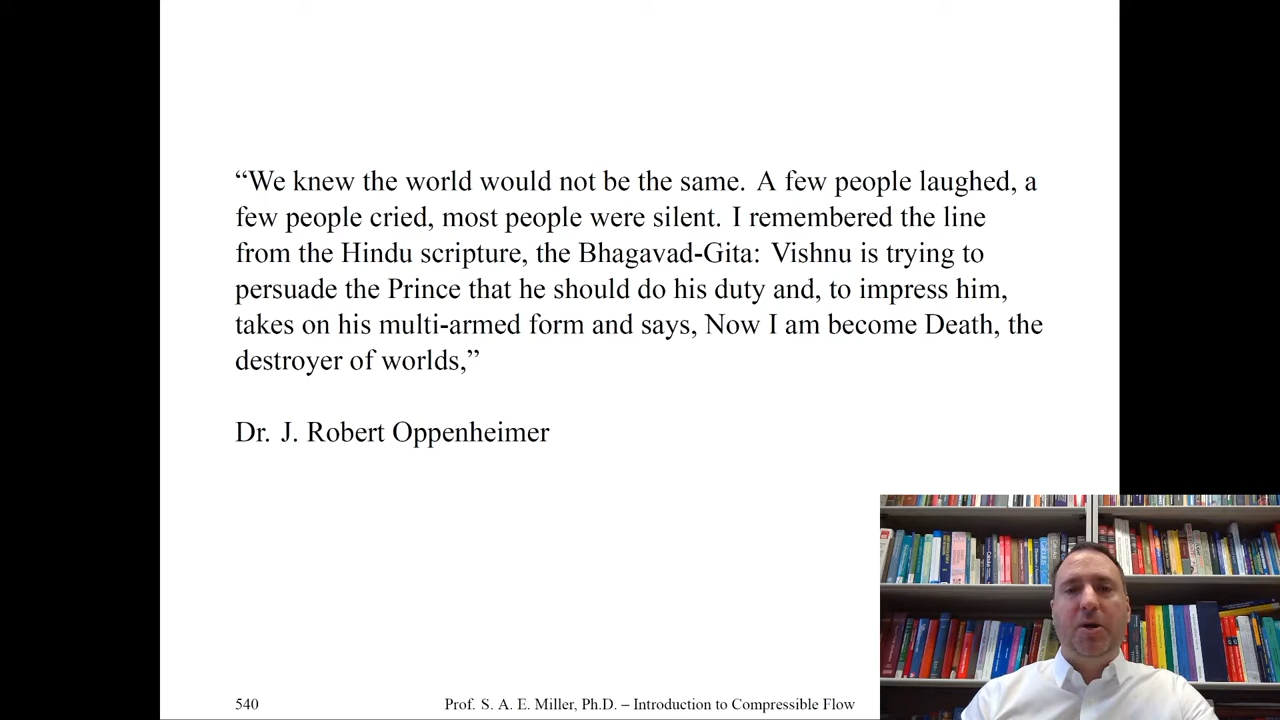 “We knew the world would not be the same. A few people laughed, a
few people cried, most people were silent. I remembered the line
from the Hindu scripture, the Bhagavad-Gita: Vishnu is trying to
persuade the Prince that he should do his duty and, to impress him,
takes on his multi-armed form and says, Now I am become Death, the
destroyer of worlds,”
Dr. J. Robert Oppenheimer
540
Prof. S. A. E. Miller, Ph.D. – Introduction to Compressible Flow